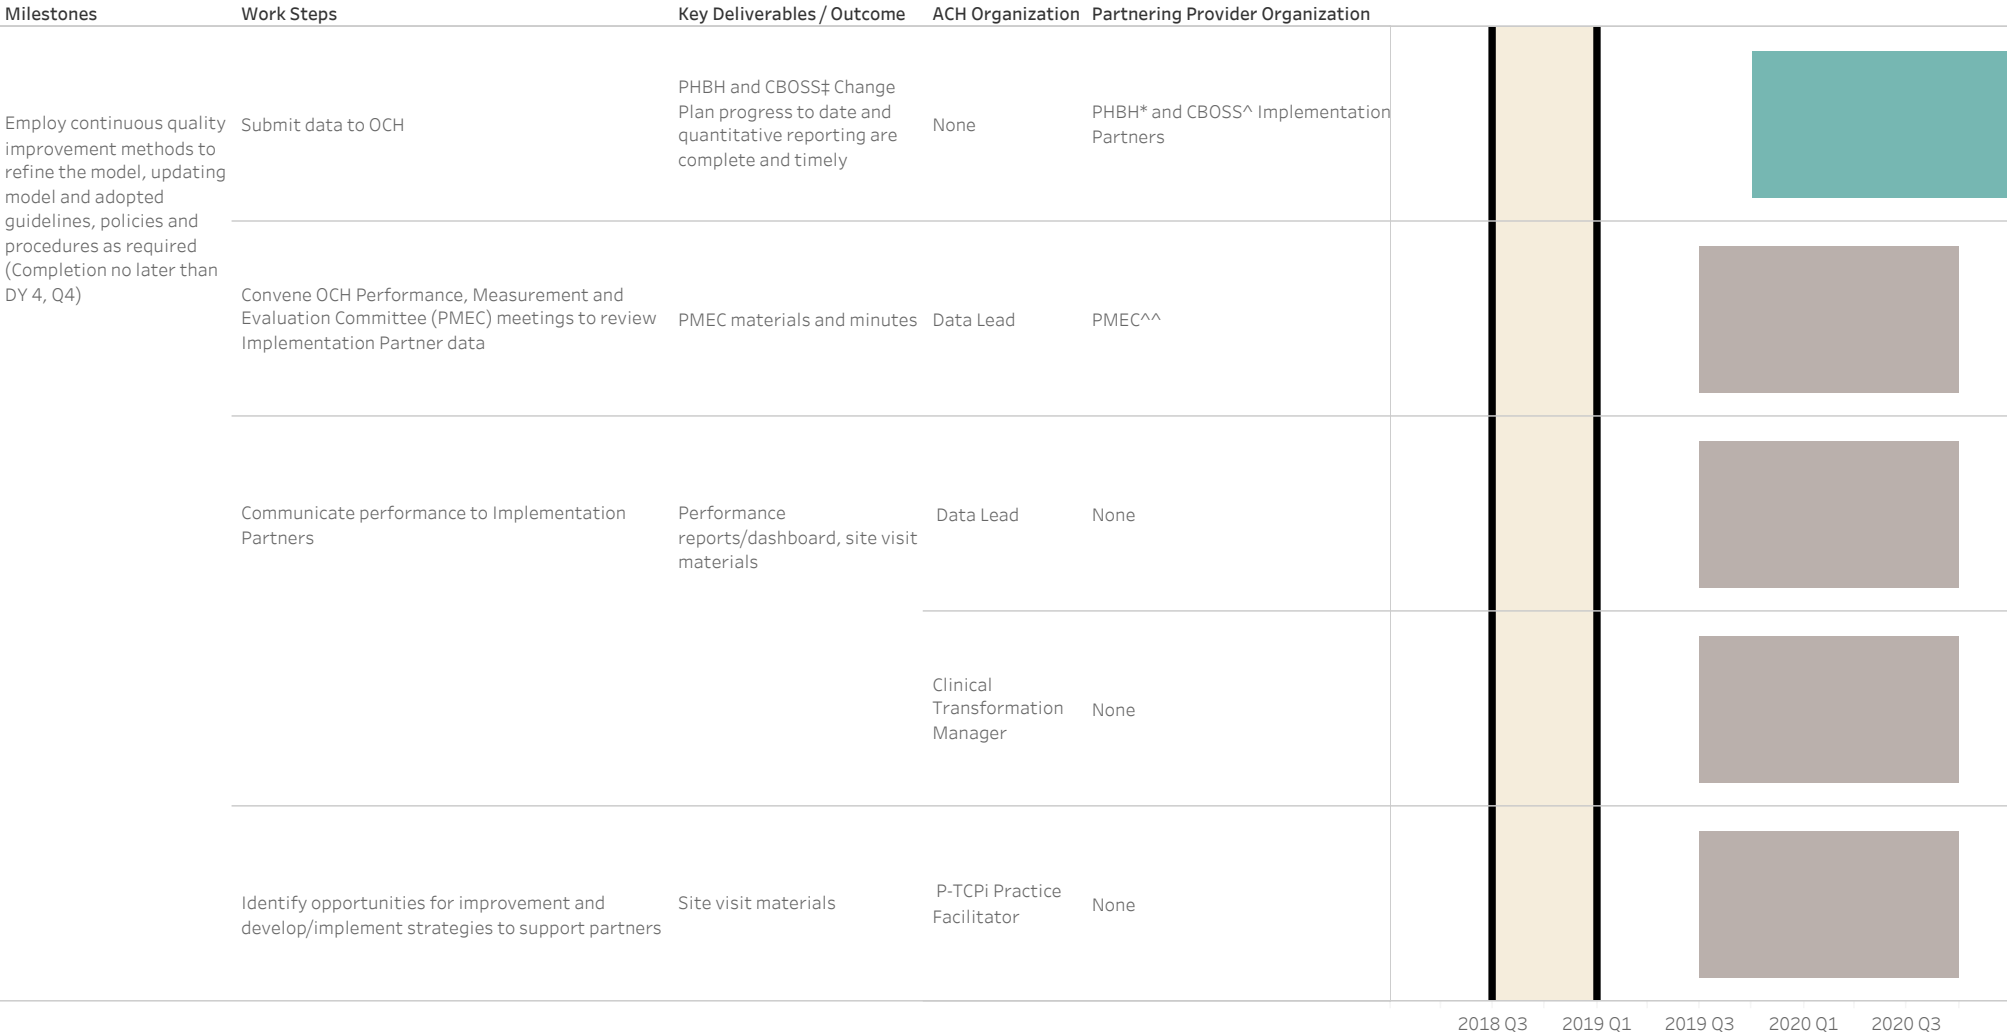 Milestones Work Steps Key Deliverables / Outcome ACH Organization Partnering Provider Organization
Employ continuous quality
improvement methods to
refine the model, updating
model and adopted
guidelines, policies and
procedures as required
(Completion no later than
DY 4, Q4)
Submit data to OCH
PHBH and CBOSS‡ Change
Plan progress to date and
quantitative reporting are
complete and timely
None
PHBH* and CBOSS^ Implementation
Partners
Convene OCH Performance, Measurement and
Evaluation Committee (PMEC) meetings to review
Implementation Partner data
PMEC materials and minutes
Data Lead
PMEC^^
Communicate performance to Implementation
Partners
Performance
reports/dashboard, site visit
materials
Data Lead
None
Clinical
Transformation
Manager
None
Identify opportunities for improvement and
develop/implement strategies to support partners
Site visit materials
P-TCPi Practice
Facilitator
None
2018 Q3 2019 Q1 2019 Q3 2020 Q1 2020 Q3